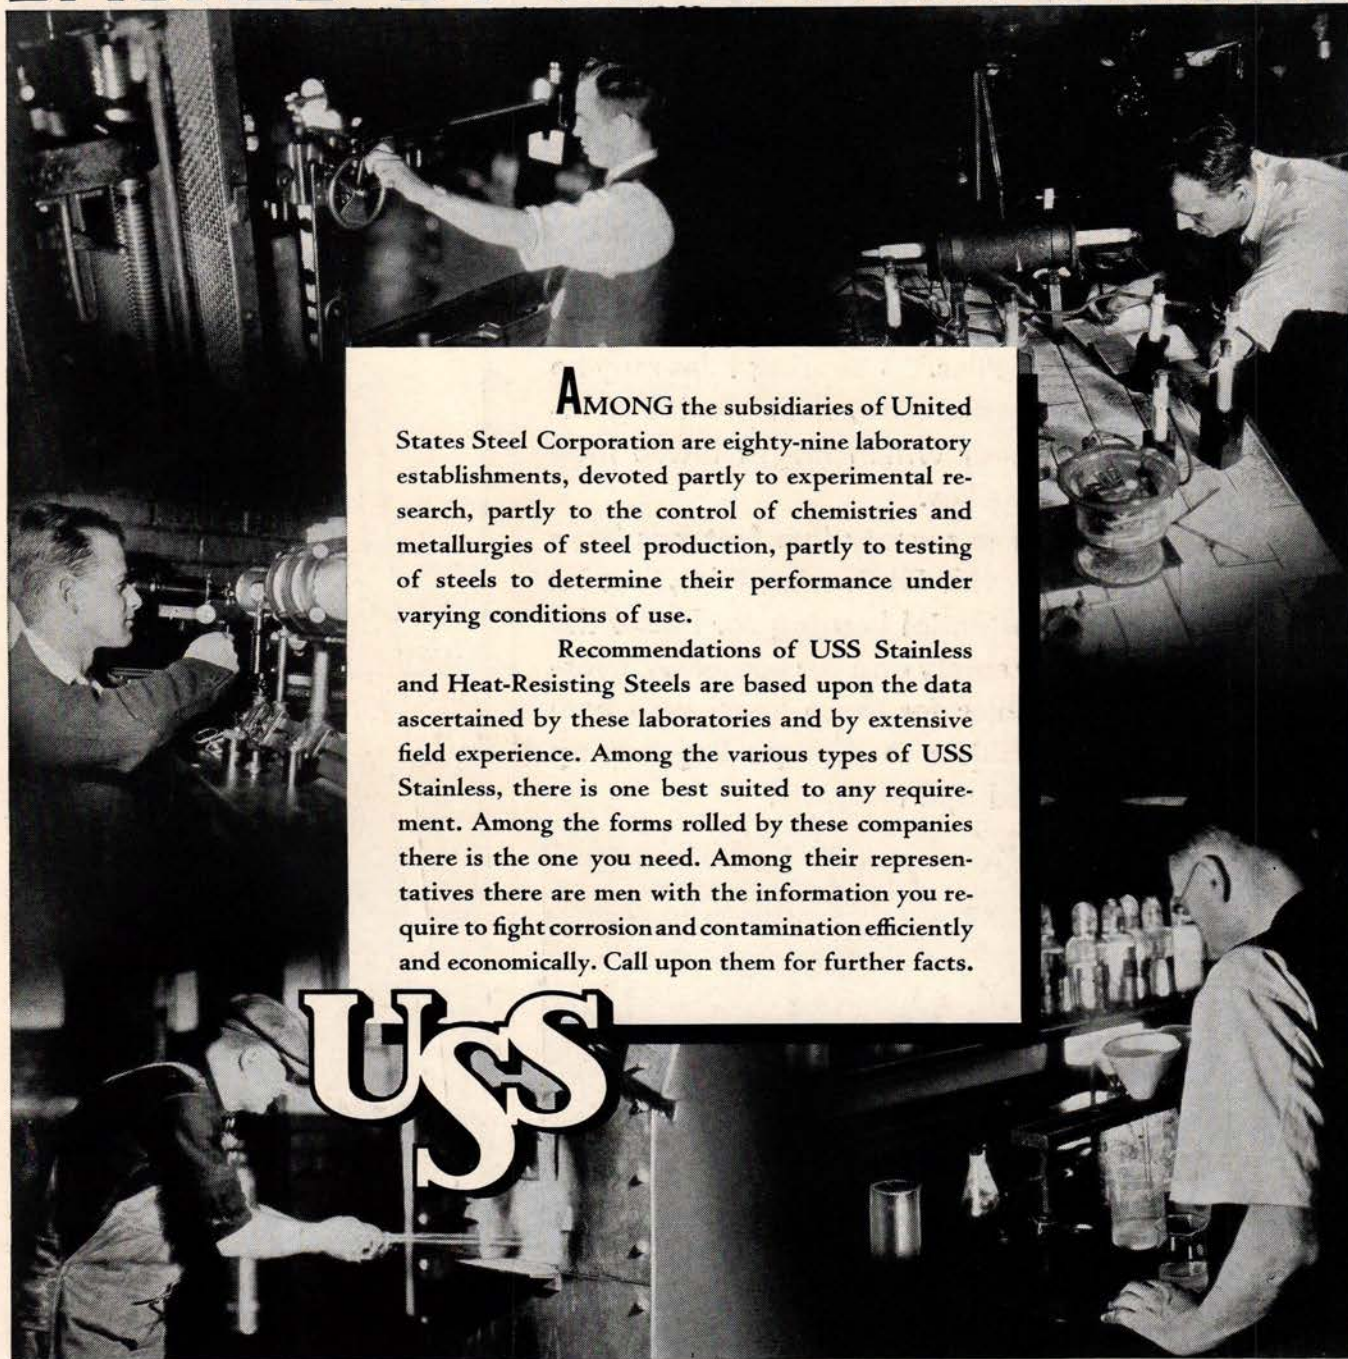 AMONG the subsidiaries of United
States Steel Corporation are eighty-nine laboratory
establishments, devoted partly to experimental re-
search, partly to the control of chemistries and
metallurgies of steel production, partly to testing
of steels to determine their performance under
varying conditions of use.
Recommendations of USS Stainless
and Heat-Resisting Steels are based upon the data
ascertained by these laboratories and by extensive
field experience. Among the various types of USS
Stainless, there is one best suited to any require-
ment. Among the forms rolled by these companies
there is the one you need. Among their represen-
tatives there are men with the information you re-
quire to fight corrosion and contamination efficiently
and economically. Call upon them for further facts.
USS